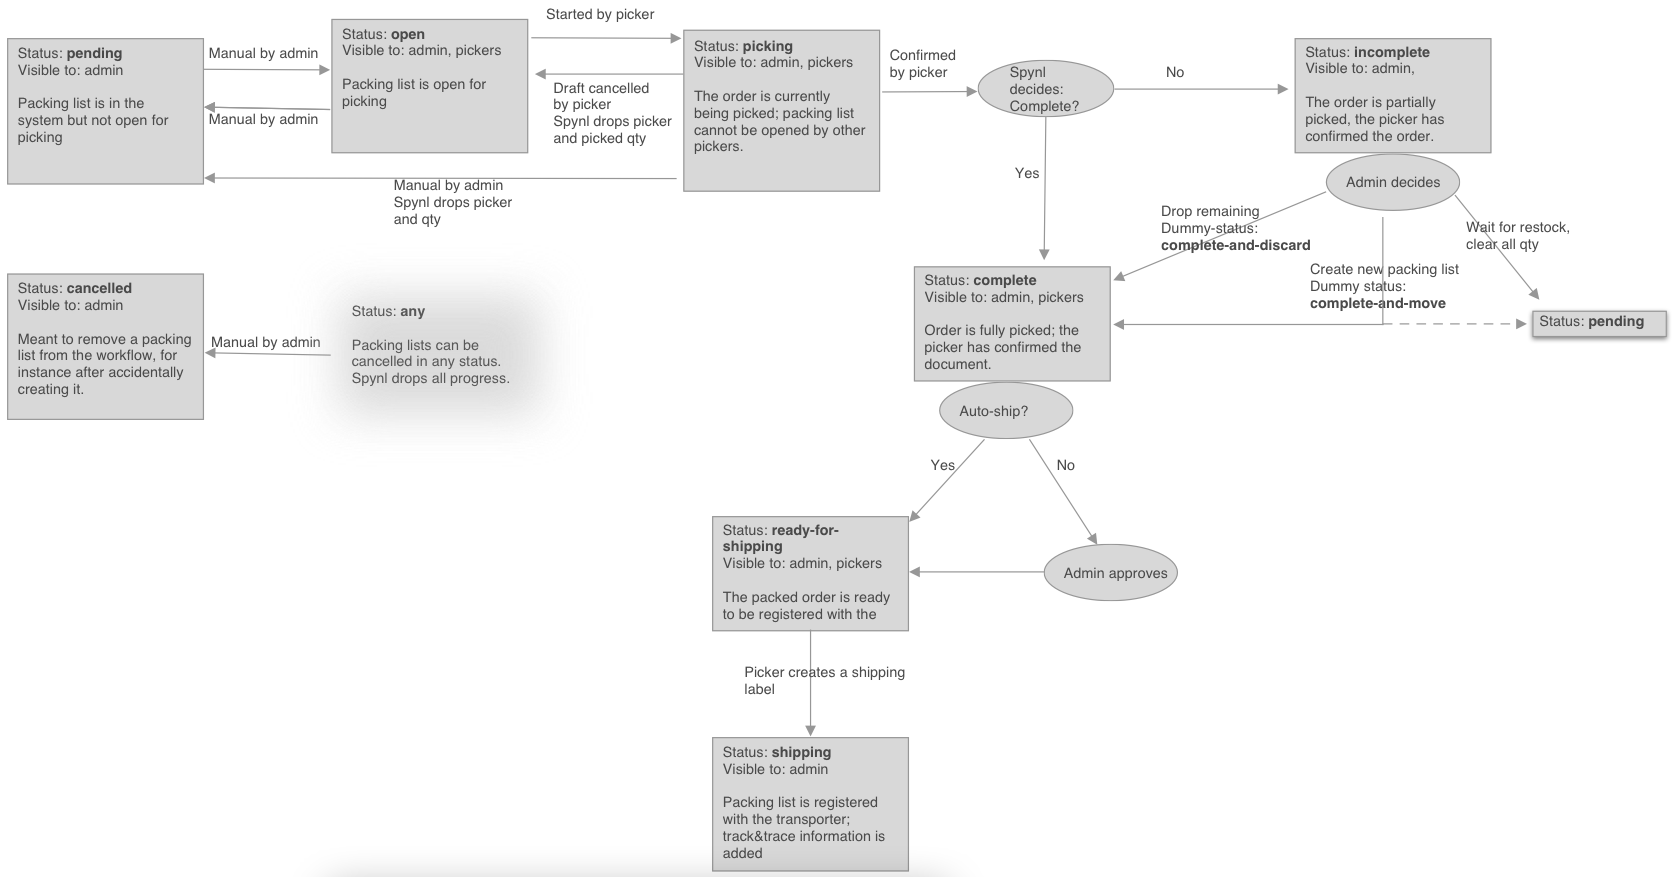 Started by picker
Status: pending
Visible to: admin
Packing list is in the
system but not open for
picking
Manual by admin
Manual by admin
Status: open
Visible to: admin, pickers
Packing list is open for
picking
Draft cancelled
by picker
Spynl drops picker
and picked qty
Status: picking
Visible to: admin, pickers
The order is currently
being picked; packing list
cannot be opened by other
pickers.
Manual by admin
Spynl drops picker
and qty
Confirmed
by picker
Spynl
decides:
Complete?
No
Yes
Status: incomplete
Visible to: admin,
The order is partially
picked, the picker has
confirmed the order.
Admin decides
Drop remaining
Dummy-status:
complete-and-discard
Create new packing list
Dummy status:
complete-and-move
Wait for restock,
clear all qty
Status: pending
Status: cancelled
Visible to: admin
Meant to remove a packing
list from the workflow, for
instance after accidentally
creating it.
Manual by admin
Status: any
Packing lists can be
cancelled in any status.
Spynl drops all progress.
Status: complete
Visible to: admin, pickers
Order is fully picked; the
picker has confirmed the
document.
Auto-ship?
Yes
No
Status: ready-for-
shipping
Visible to: admin, pickers
The packed order is ready
to be registered with the
Admin approves
Picker creates a shipping
label
Status: shipping
Visible to: admin
Packing list is registered
with the transporter;
track&trace information is
added